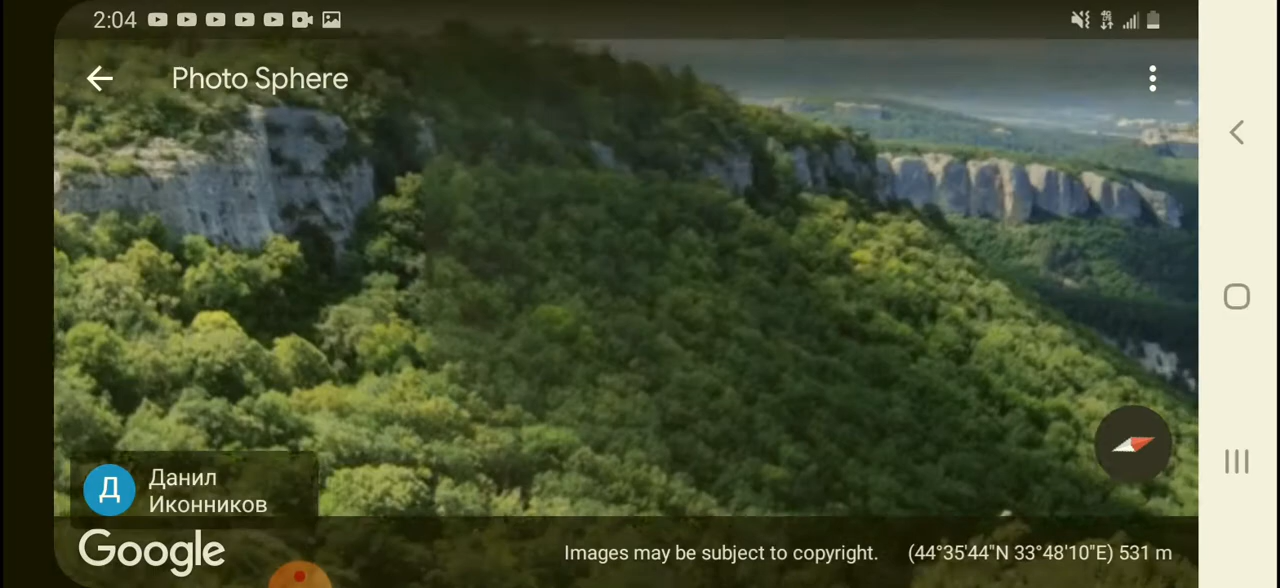 2:04
Photo Sphere
Д
Данил
Иконников
Google
Images may be subject to copyright. (44°35'44"N 33°48'10"E) 531 m